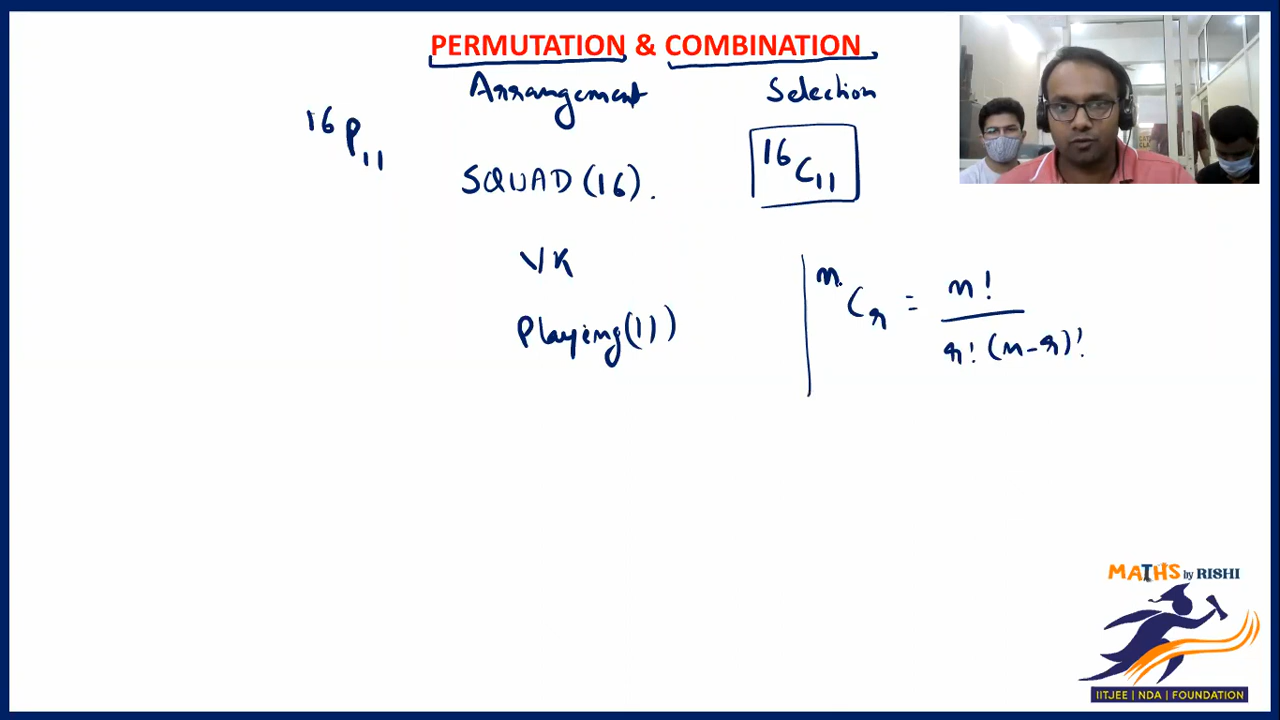 PERMUTATION & COMBINATION
Arrangement
Selection
16P11
16C11
SQUAD (16).
VK
Playing (11)
nCr = n! / r! (n-r)!
MATHS by RISHI
IITJEE | NDA | FOUNDATION